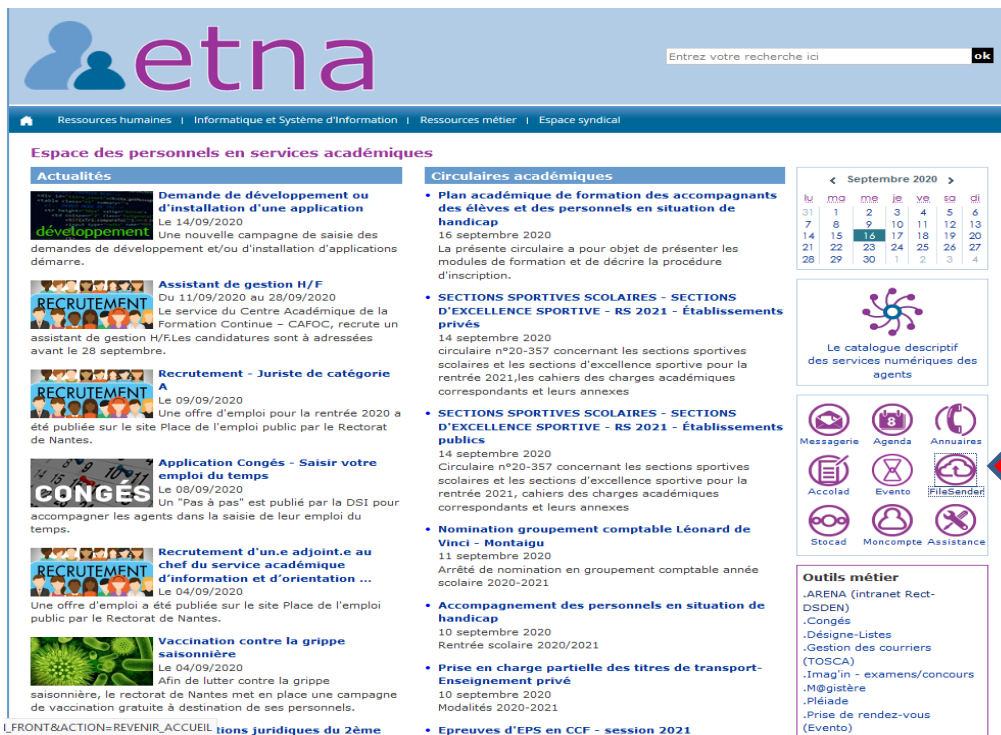 etna
Entrez votre recherche ici
ok
Ressources humaines | Informatique et Système d'Information | Ressources métier | Espace syndical
Espace des personnels en services académiques
Actualités
développement
Demande de développement ou
d'installation d'une application
Le 14/09/2020
Une nouvelle campagne de saisie des
demandes de développement et/ou d'installation d'applications
démarre.
RECRUTEMENT
Assistant de gestion H/F
Du 11/09/2020 au 28/09/2020
Le service du Centre Académique de la
Formation Continue – CAFOC, recrute un
assistant de gestion H/F.Les candidatures sont à adressées
avant le 28 septembre.
RECRUTEMENT
Recrutement - Juriste de catégorie
A
Le 09/09/2020
Une offre d'emploi pour la rentrée 2020 a
été publiée sur le site Place de l'emploi public par le Rectorat
de Nantes.
CONGÉS
Application Congés - Saisir votre
emploi du temps
Le 08/09/2020
Un "Pas à pas" est publié par la DSI pour
accompagner les agents dans la saisie de leur emploi du
temps.
RECRUTEMENT
Recrutement d'un.e adjoint.e au
chef du service académique
d'information et d'orientation ...
Le 04/09/2020
Une offre d'emploi a été publiée sur le site Place de l'emploi
public par le Rectorat de Nantes.
Vaccination contre la grippe
saisonnière
Le 04/09/2020
Afin de lutter contre la grippe
saisonnière, le rectorat de Nantes met en place une campagne
de vaccination gratuite à destination de ses personnels.
I_FRONT&ACTION=REVENIR_ACCUEIL
tions juridiques du 2ème
Circulaires académiques
• Plan académique de formation des accompagnants
des élèves et des personnels en situation de
handicap
16 septembre 2020
La présente circulaire a pour objet de présenter les
modules de formation et de décrire la procédure
d'inscription.
• SECTIONS SPORTIVES SCOLAIRES - SECTIONS
D'EXCELLENCE SPORTIVE - RS 2021 - Établissements
privés
14 septembre 2020
circulaire n°20-357 concernant les sections sportives
scolaires et les sections d'excellence sportive pour la
rentrée 2021,les cahiers des charges académiques
correspondants et leurs annexes
• SECTIONS SPORTIVES SCOLAIRES - SECTIONS
D'EXCELLENCE SPORTIVE - RS 2021 - Établissements
publics
14 septembre 2020
Circulaire n°20-357 concernant les sections sportives
scolaires et les sections d'excellence sportive pour la
rentrée 2021, cahiers des charges académiques
correspondants et leurs annexes
• Nomination groupement comptable Léonard de
Vinci - Montaigu
11 septembre 2020
Arrêté de nomination en groupement comptable année
scolaire 2020-2021
• Accompagnement des personnels en situation de
handicap
10 septembre 2020
Rentrée scolaire 2020/2021
• Prise en charge partielle des titres de transport-
Enseignement privé
10 septembre 2020
Modalités 2020-2021
• Epreuves d'EPS en CCF - session 2021
Septembre 2020
lu ma me je ve sa di
31 1 2 3 4 5 6
7 8 9 10 11 12 13
14 15 16 17 18 19 20
21 22 23 24 25 26 27
28 29 30 1 2 3 4
Le catalogue descriptif
des services numériques des
agents
8
Messagerie Agenda Annuaires
Accolad Evento FileSender
Stocad Moncompte Assistance
Outils métier
.ARENA (intranet Rect-
DSDEN)
.Congés
.Désigne-Listes
.Gestion des courriers
(TOSCA)
.Imag'in - examens/concours
.M@gistère
.Pléiade
.Prise de rendez-vous
(Evento)